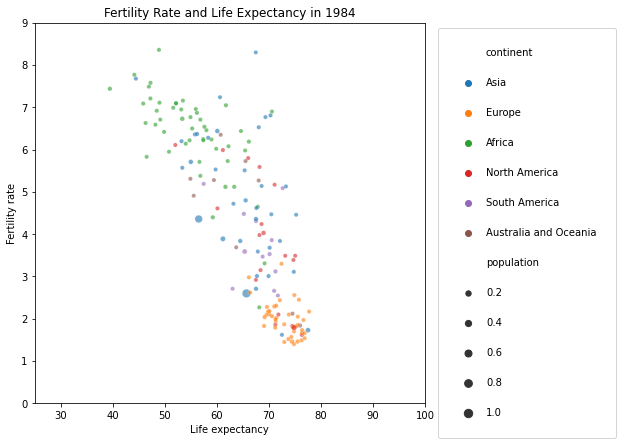 Fertility Rate and Life Expectancy in 1984
9
8
7
6
5
4
3
2
1
0
Fertility rate
30 40 50 60 70 80 90 100
Life expectancy
continent
Asia
Europe
Africa
North America
South America
Australia and Oceania
population
0.2
0.4
0.6
0.8
1.0